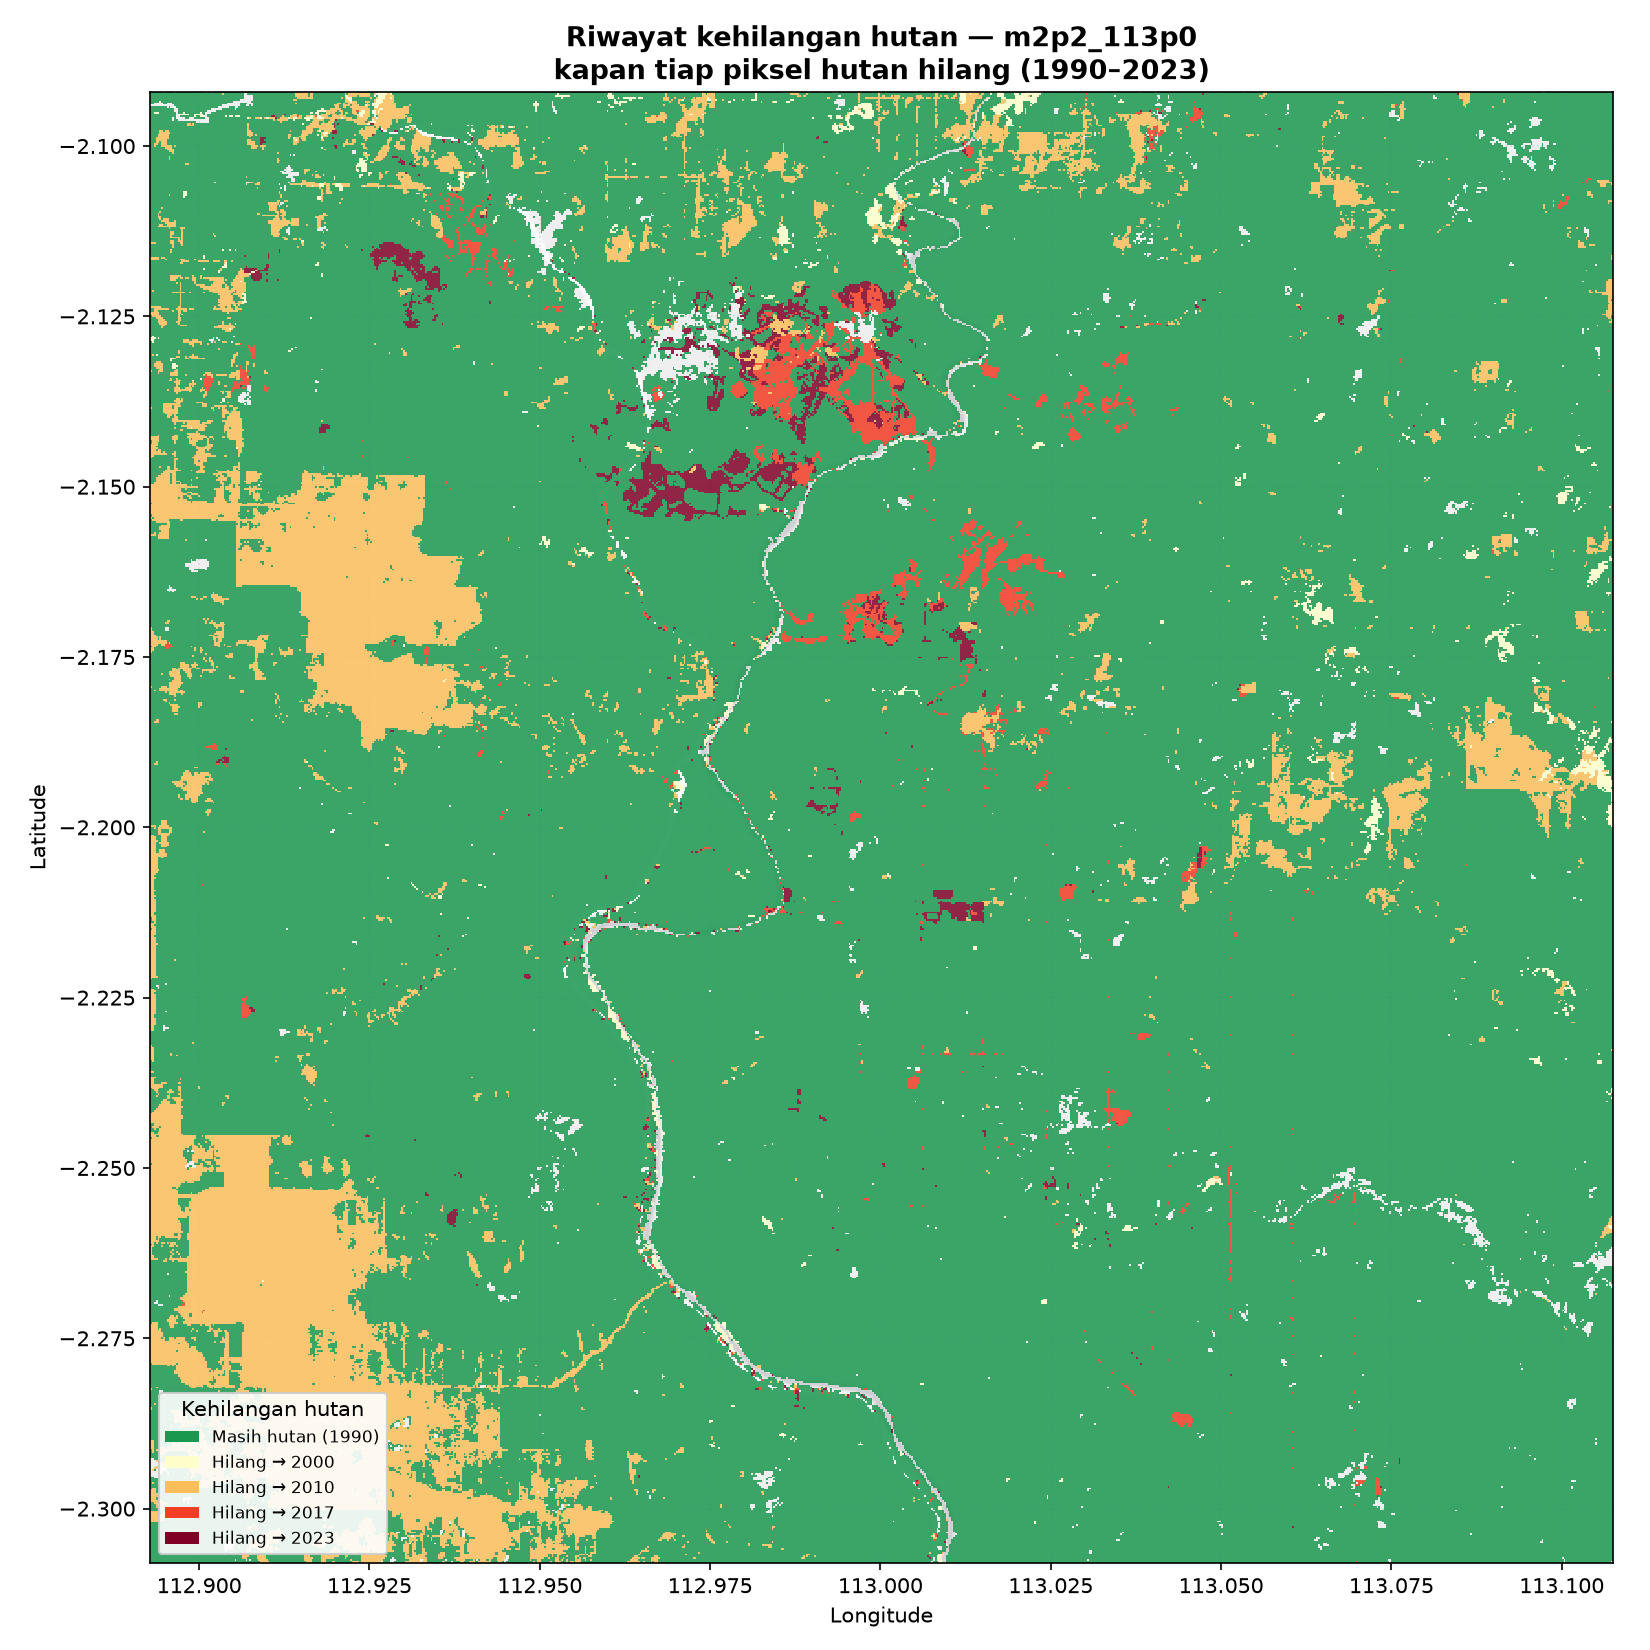 Riwayat kehilangan hutan — m2p2_113p0
kapan tiap piksel hutan hilang (1990–2023)
Latitude
−2.100
−2.125
−2.150
−2.175
−2.200
−2.225
−2.250
−2.275
−2.300
Kehilangan hutan
Masih hutan (1990)
Hilang → 2000
Hilang → 2010
Hilang → 2017
Hilang → 2023
112.900 112.925 112.950 112.975 113.000 113.025 113.050 113.075 113.100
Longitude